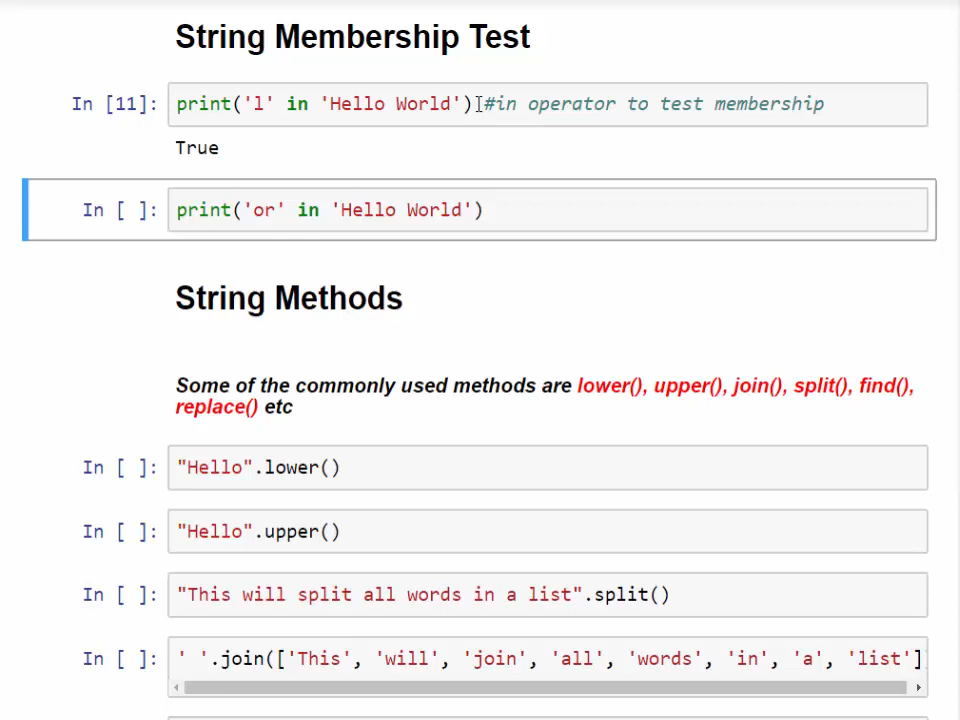 String Membership Test
In [11]: print('l' in 'Hello World') #in operator to test membership
True
In [ ]: print('or' in 'Hello World')
String Methods
Some of the commonly used methods are lower(), upper(), join(), split(), find(),
replace() etc
In [ ]: "Hello".lower()
In [ ]: "Hello".upper()
In [ ]: "This will split all words in a list".split()
In [ ]: ' '.join(['This', 'will', 'join', 'all', 'words', 'in', 'a', 'list']